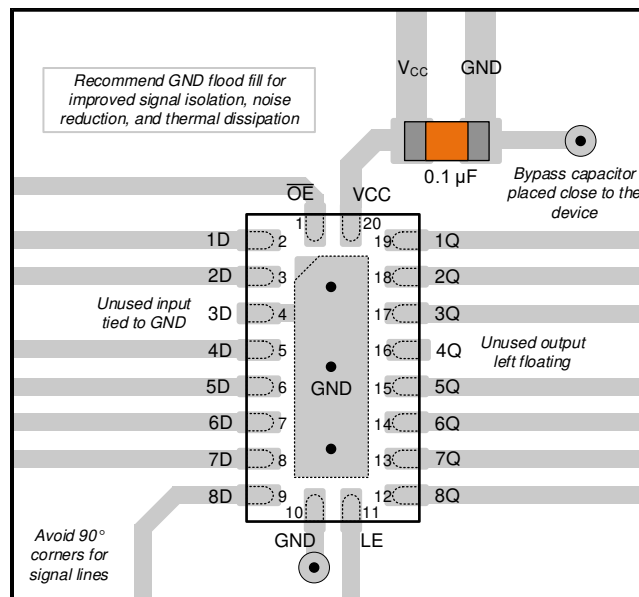 Recommend GND flood fill for
improved signal isolation, noise
reduction, and thermal dissipation
V_CC GND
0.1 µF
Bypass capacitor
placed close to the
device
O̅E̅ VCC
1 20
1D 2 19 1Q
2D 3 18 2Q
Unused input
tied to GND
3D 4 17 3Q
4D 5 16 4Q
Unused output
left floating
GND
5D 6 15 5Q
6D 7 14 6Q
7D 8 13 7Q
8D 9 12 8Q
10 11
GND LE
Avoid 90°
corners for
signal lines